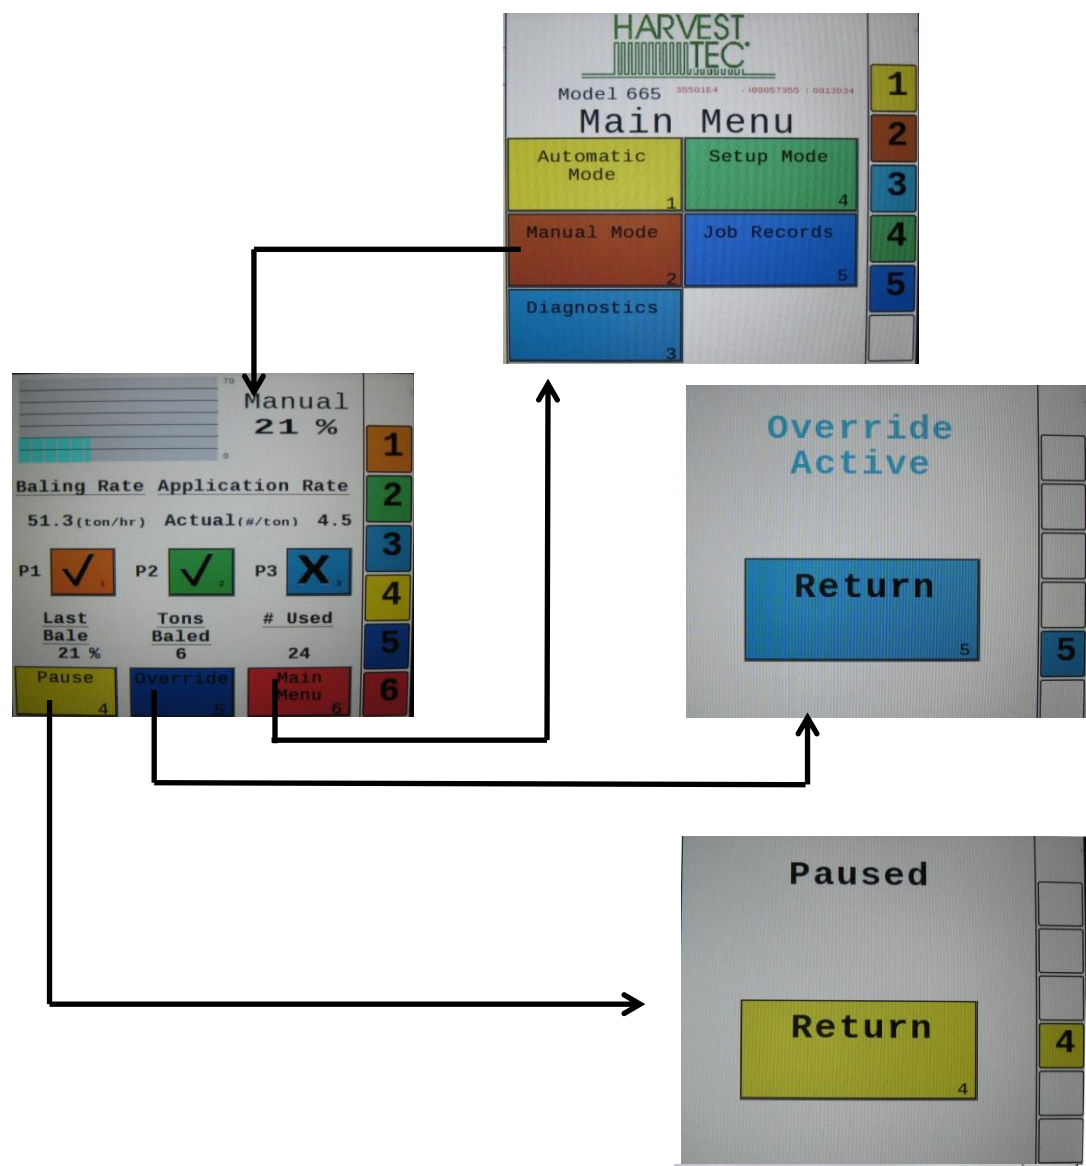 HARVEST
TEC
Model 665
Main Menu
Automatic
Mode
1
Setup Mode
4
Manual Mode
2
Job Records
5
Diagnostics
3
1
2
3
4
5
70
0
Manual
21 %
Baling Rate Application Rate
51.3(ton/hr) Actual(#/ton) 4.5
P1 1 P2 2 P3 X 3
Last
Bale
21 %
Tons
Baled
6
# Used
24
Pause
4
Override
5
Main
Menu
6
1
2
3
4
5
6
Override
Active
Return
5
5
Paused
Return
4
4